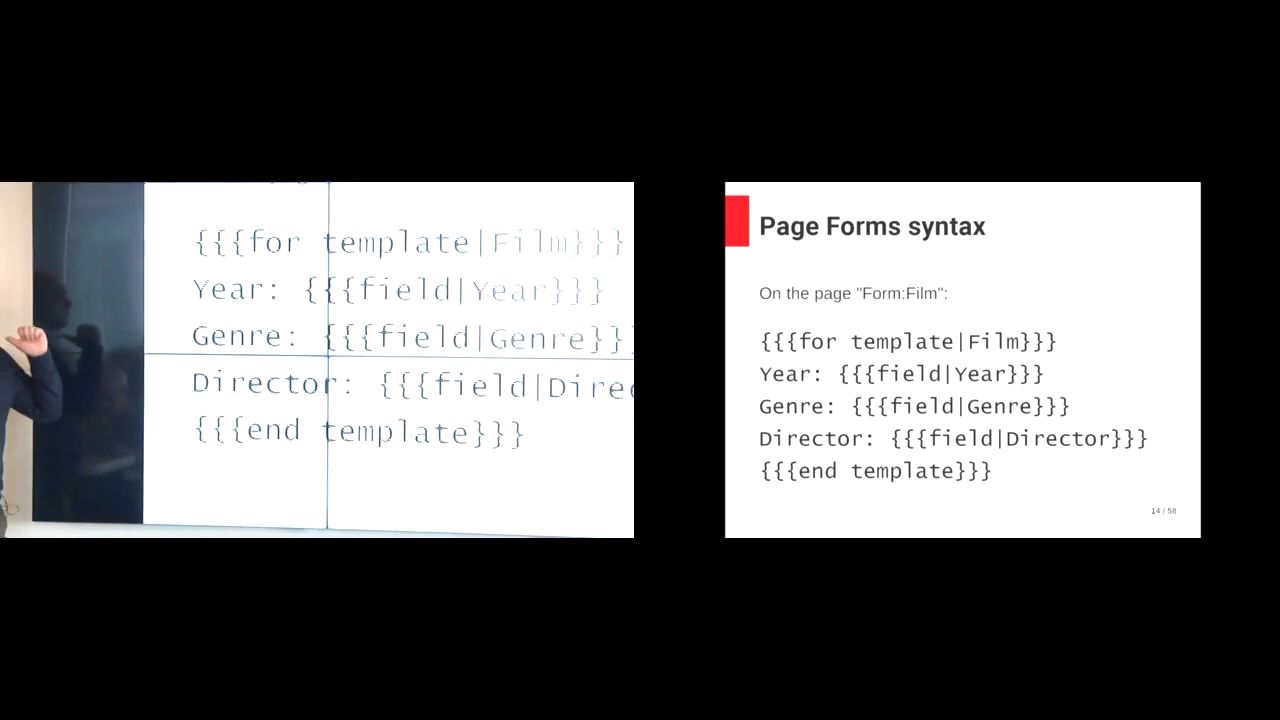 {{{for template|Film}}}
Year: {{{field|Year}}}
Genre: {{{field|Genre}}}
Director: {{{field|Direc
{{{end template}}}
Page Forms syntax
On the page "Form:Film":
{{{for template|Film}}}
Year: {{{field|Year}}}
Genre: {{{field|Genre}}}
Director: {{{field|Director}}}
{{{end template}}}
14 / 58